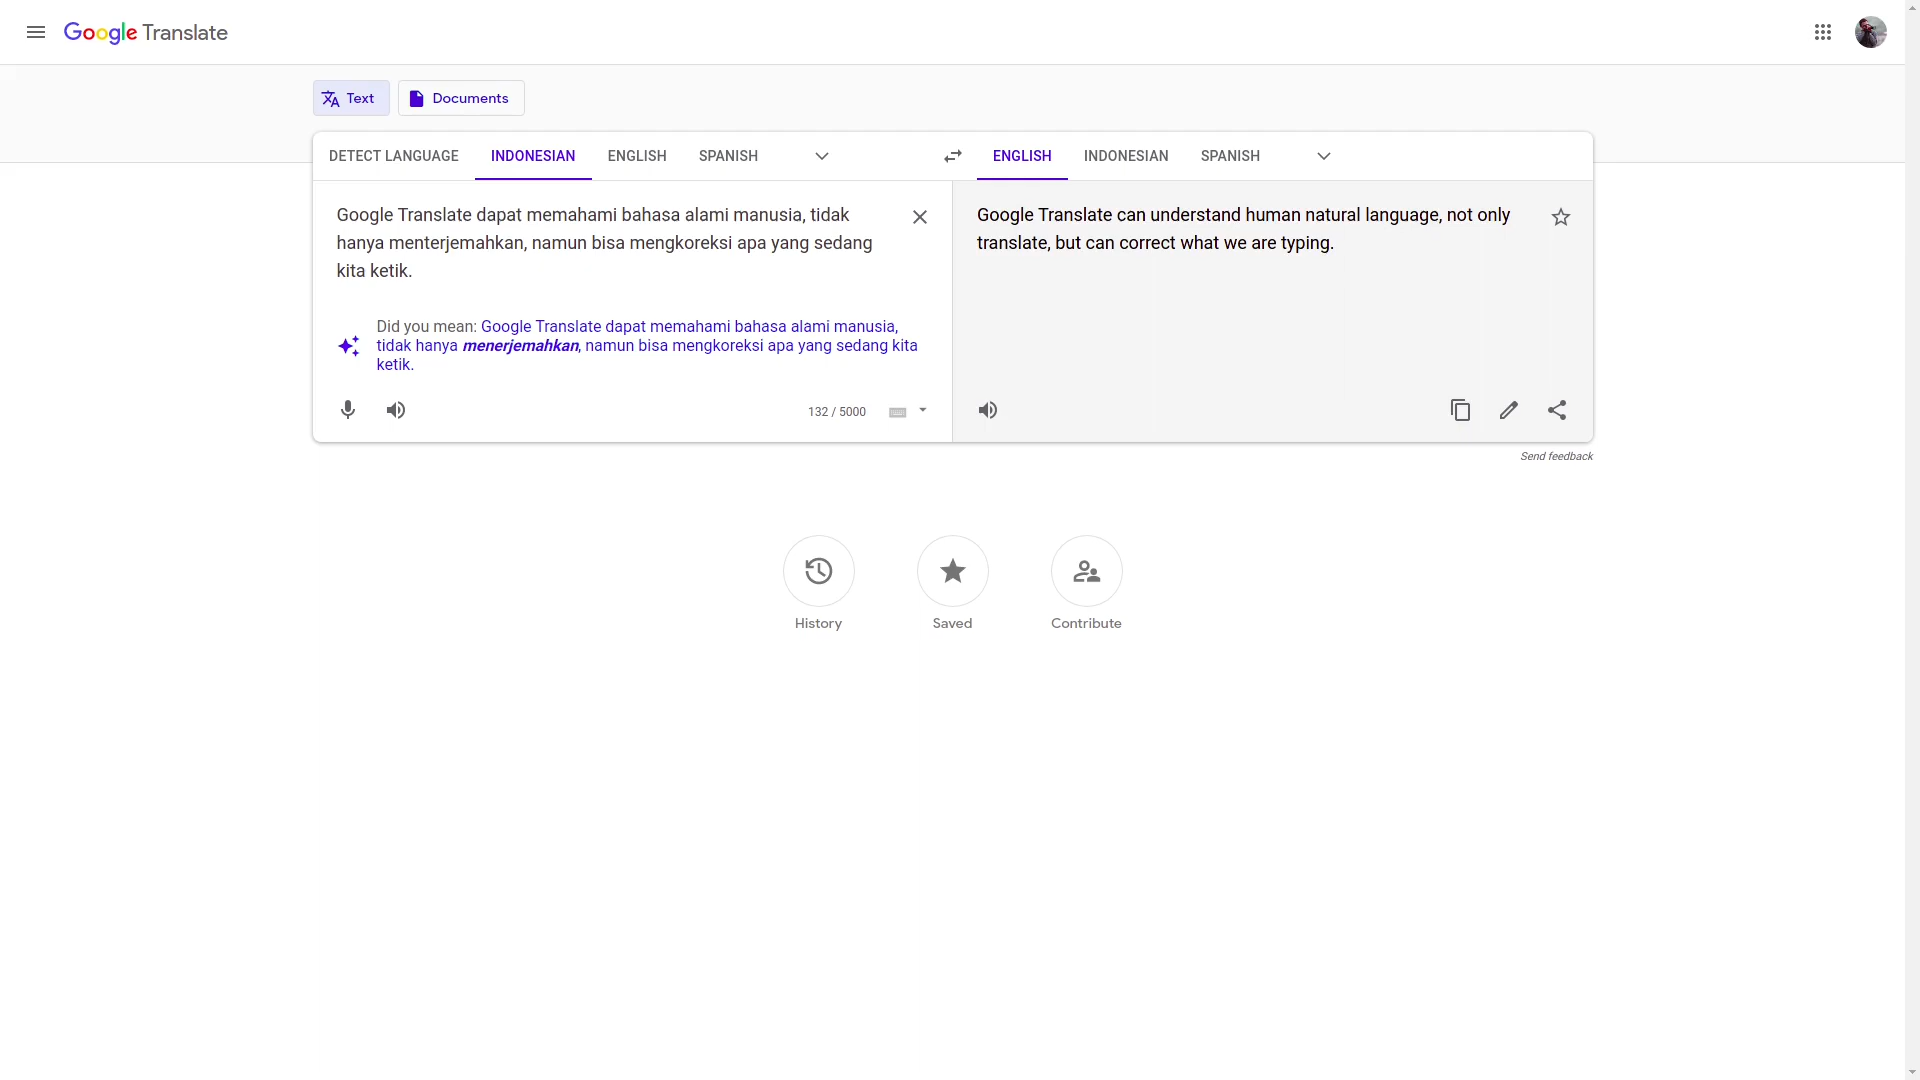 Google Translate
Text
Documents
DETECT LANGUAGE
INDONESIAN
ENGLISH
SPANISH
ENGLISH
INDONESIAN
SPANISH
Google Translate dapat memahami bahasa alami manusia, tidak
hanya menterjemahkan, namun bisa mengkoreksi apa yang sedang
kita ketik.
Did you mean: Google Translate dapat memahami bahasa alami manusia,
tidak hanya menerjemahkan, namun bisa mengkoreksi apa yang sedang kita
ketik.
132 / 5000
Google Translate can understand human natural language, not only
translate, but can correct what we are typing.
Send feedback
History
Saved
Contribute